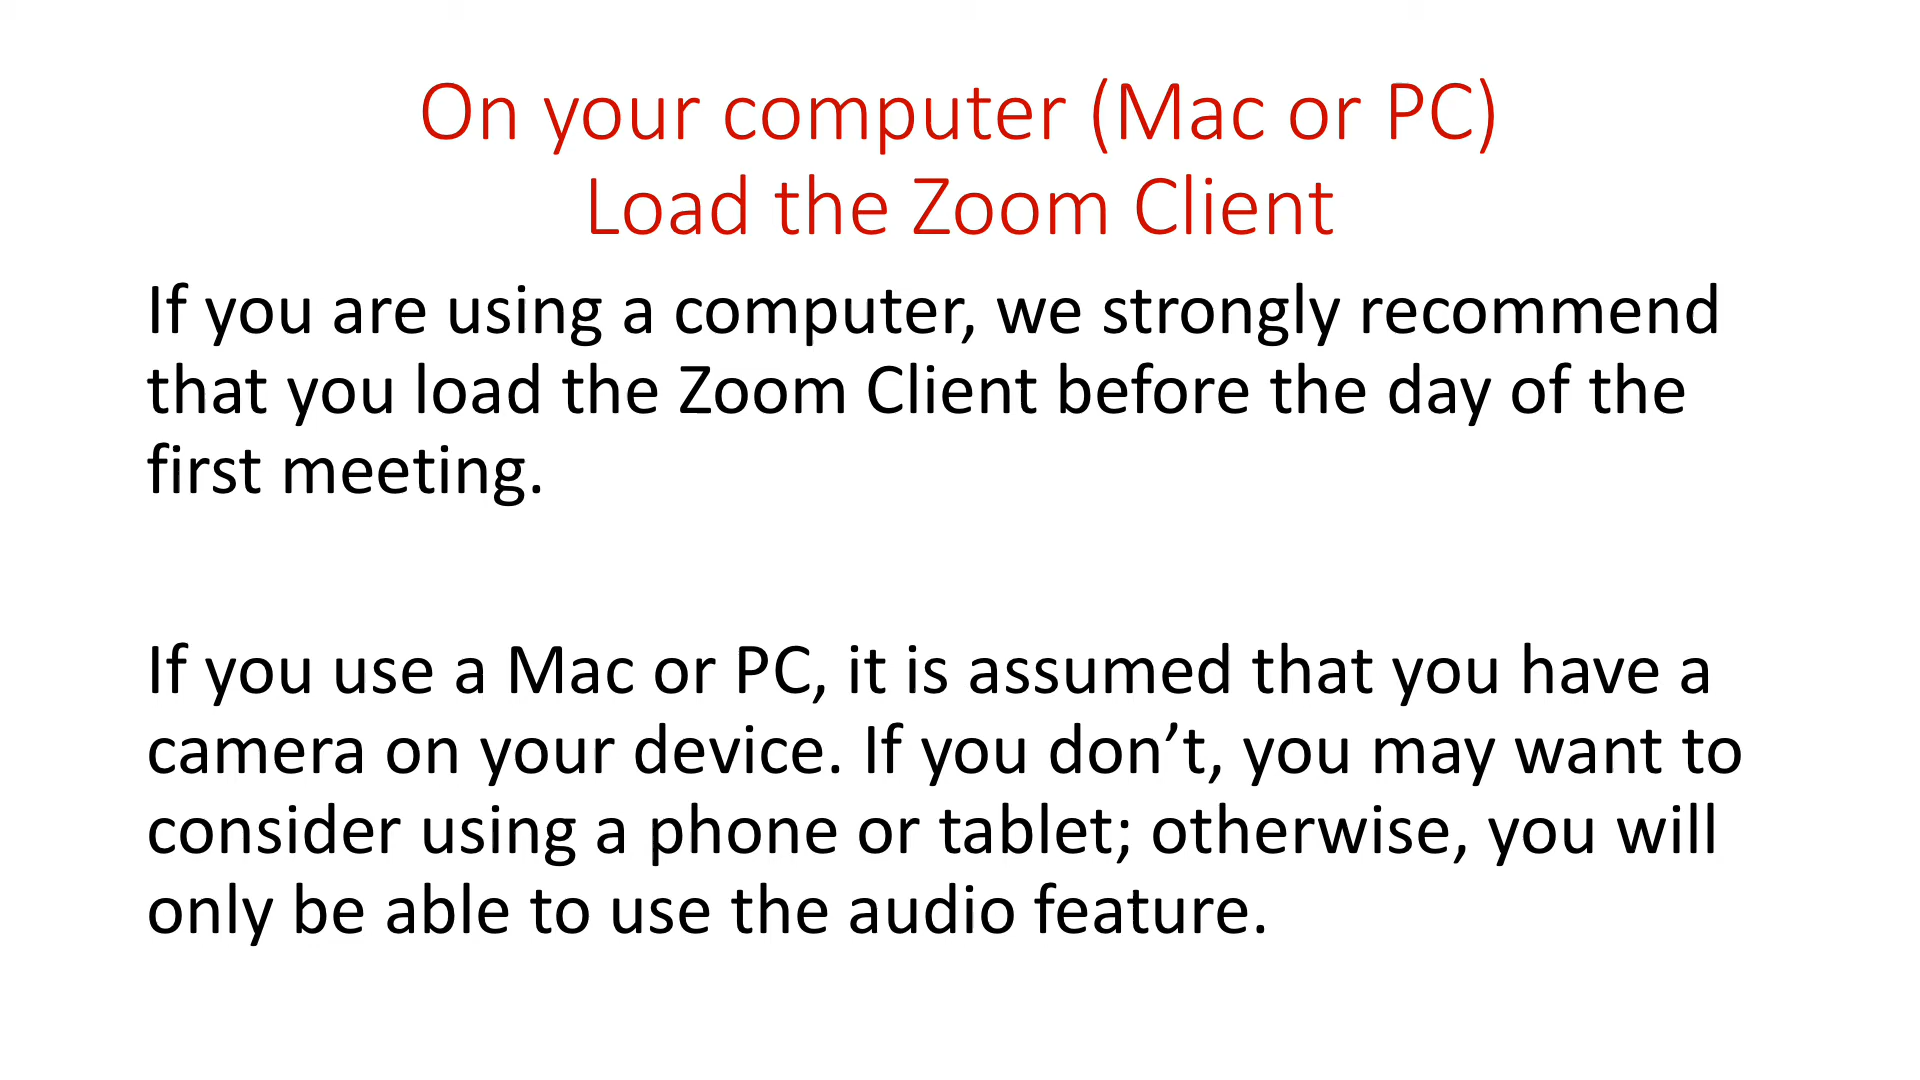 On your computer (Mac or PC)
Load the Zoom Client
If you are using a computer, we strongly recommend
that you load the Zoom Client before the day of the
first meeting.
If you use a Mac or PC, it is assumed that you have a
camera on your device. If you don’t, you may want to
consider using a phone or tablet; otherwise, you will
only be able to use the audio feature.